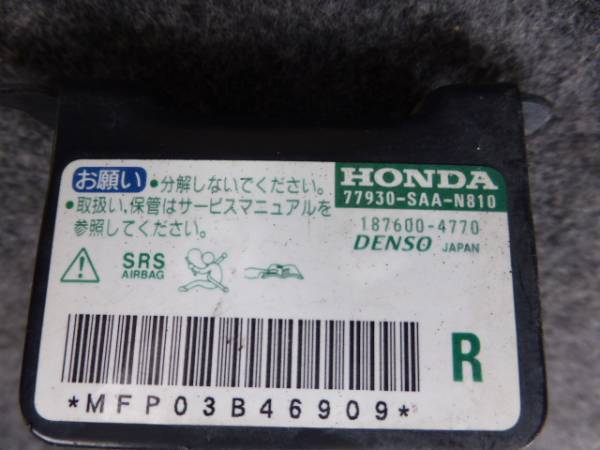 お願い •分解しないでください。
•取扱い、保管はサービスマニュアルを
参照してください。
HONDA
77930-SAA-N810
187600-4770
DENSO JAPAN
SRS
AIRBAG
R
*MFP03B46909*